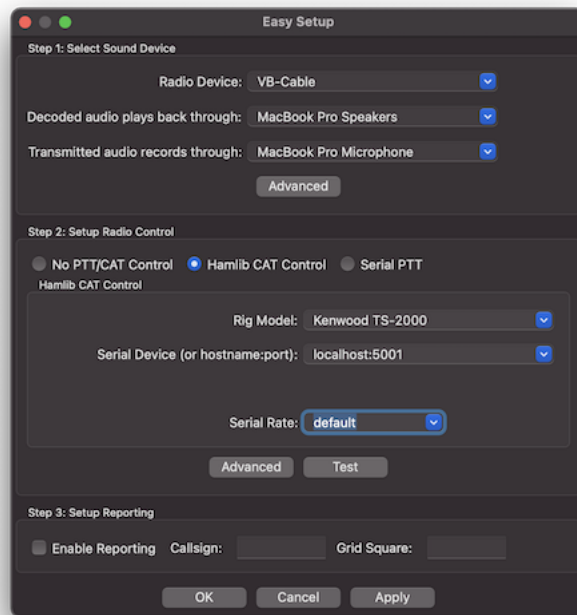 Easy Setup
Step 1: Select Sound Device
Radio Device: VB-Cable
Decoded audio plays back through: MacBook Pro Speakers
Transmitted audio records through: MacBook Pro Microphone
Advanced
Step 2: Setup Radio Control
No PTT/CAT Control Hamlib CAT Control Serial PTT
Hamlib CAT Control
Rig Model: Kenwood TS-2000
Serial Device (or hostname:port): localhost:5001
Serial Rate: default
Advanced Test
Step 3: Setup Reporting
Enable Reporting Callsign: Grid Square:
OK Cancel Apply